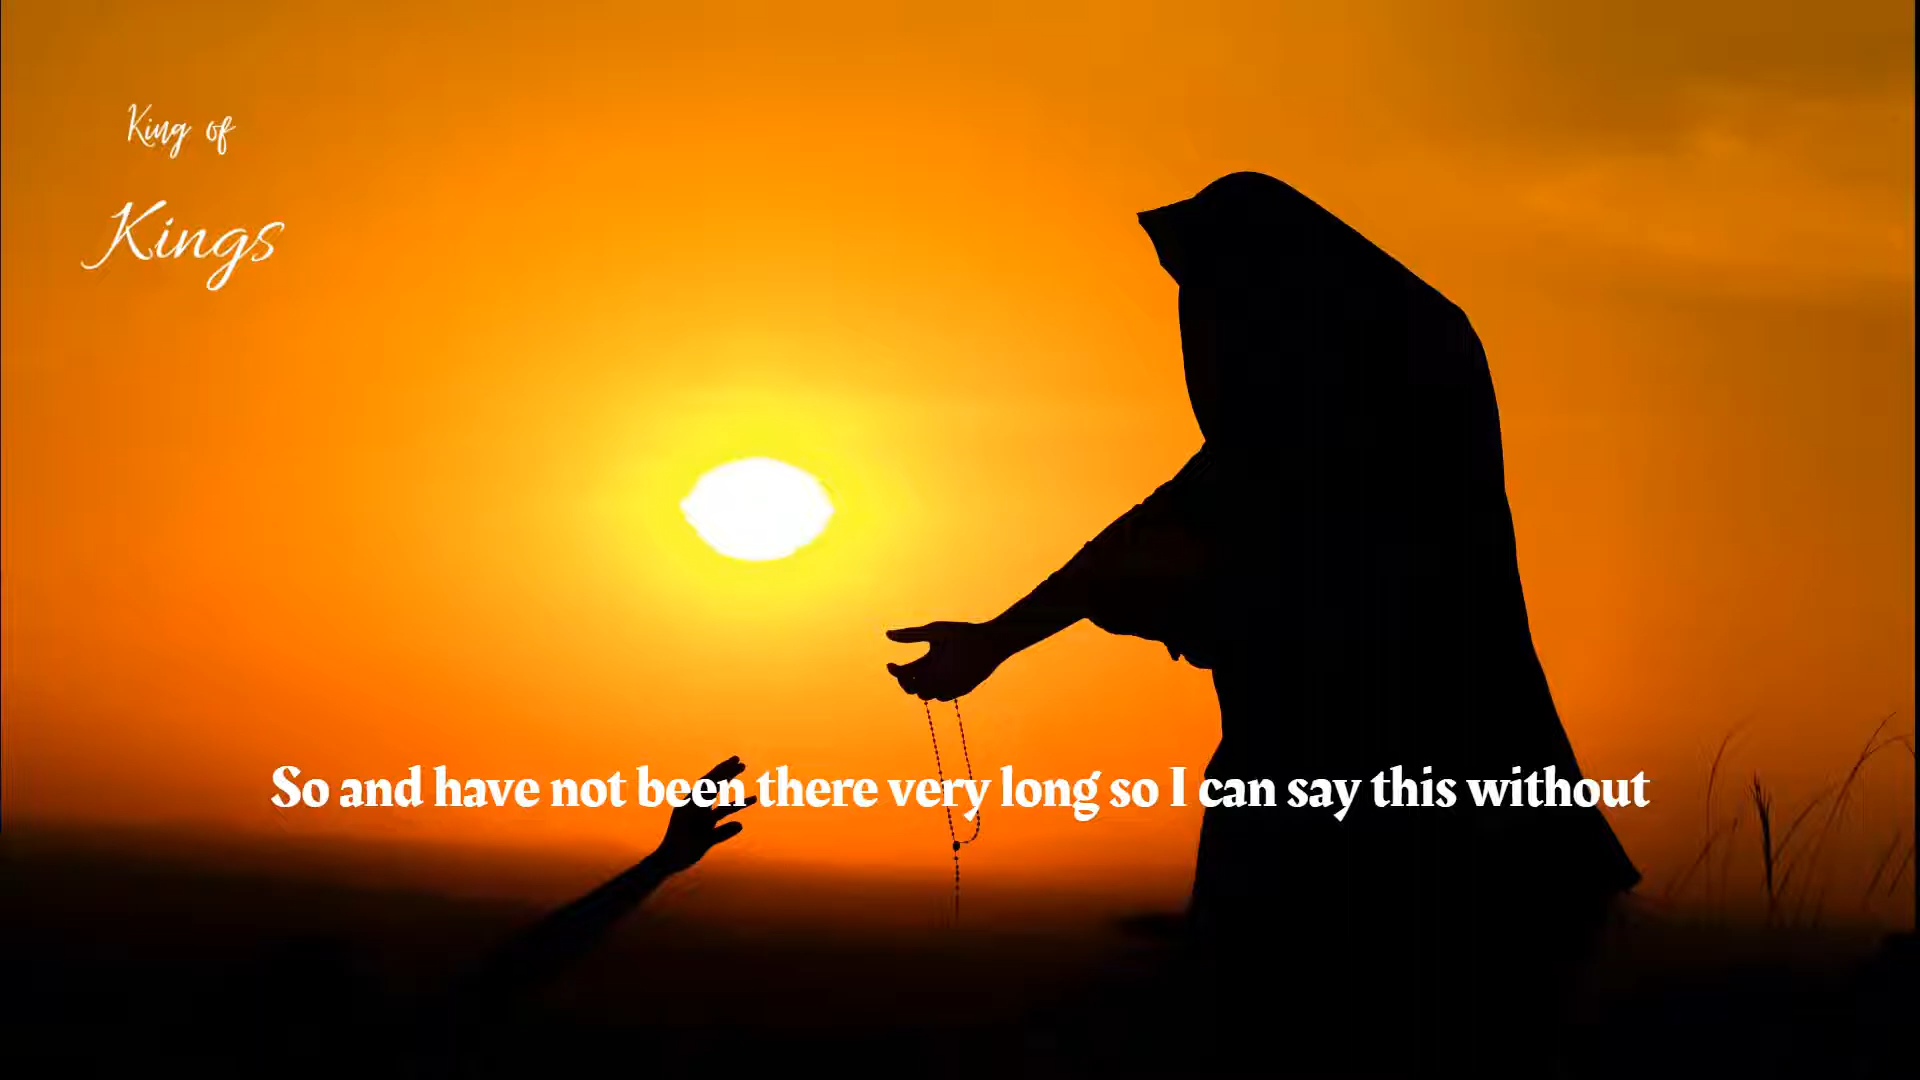 King of
Kings
So and have not been there very long so I can say this without